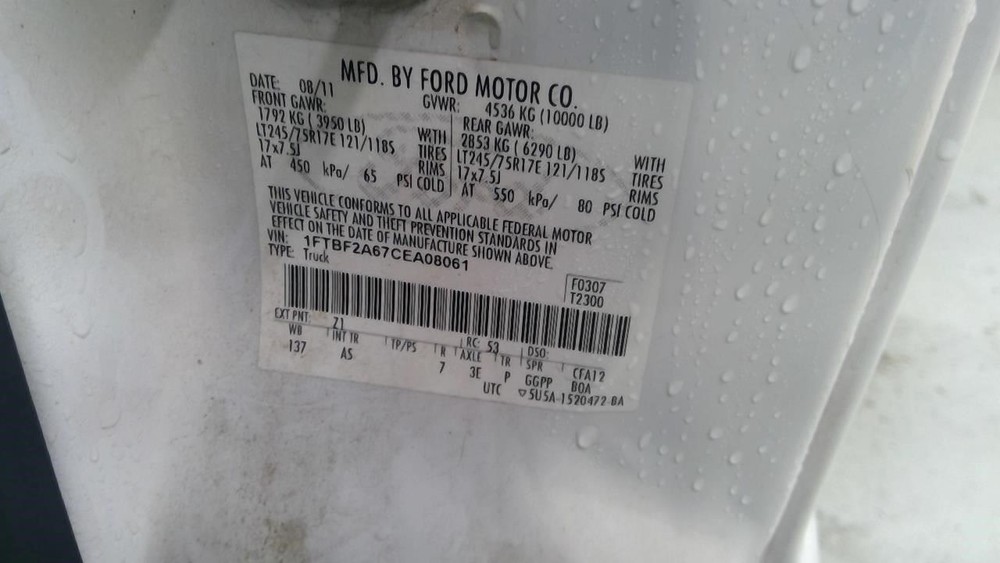 MFD. BY FORD MOTOR CO.
DATE: 08/11 GVWR: 4536 KG (10000 LB)
FRONT GAWR: REAR GAWR:
1792 KG ( 3950 LB) WITH 2853 KG ( 6290 LB) WITH
LT245/75R17E 121/118S TIRES LT245/75R17E 121/118S TIRES
17x7.5J RIMS 17x7.5J RIMS
AT 450 kPa/ 65 PSI COLD AT 550 kPa/ 80 PSI COLD
THIS VEHICLE CONFORMS TO ALL APPLICABLE FEDERAL MOTOR
VEHICLE SAFETY AND THEFT PREVENTION STANDARDS IN
EFFECT ON THE DATE OF MANUFACTURE SHOWN ABOVE.
VIN: 1FTBF2A67CEA08061
TYPE: Truck
F0307
T2300
EXT PNT: Z1 RC: 53 DSO:
WB INT TR TP/PS R AXLE TR SPR CFA12
137 AS 7 3E P GGPP BOA
UTC ▽5U5A-1520472-BA